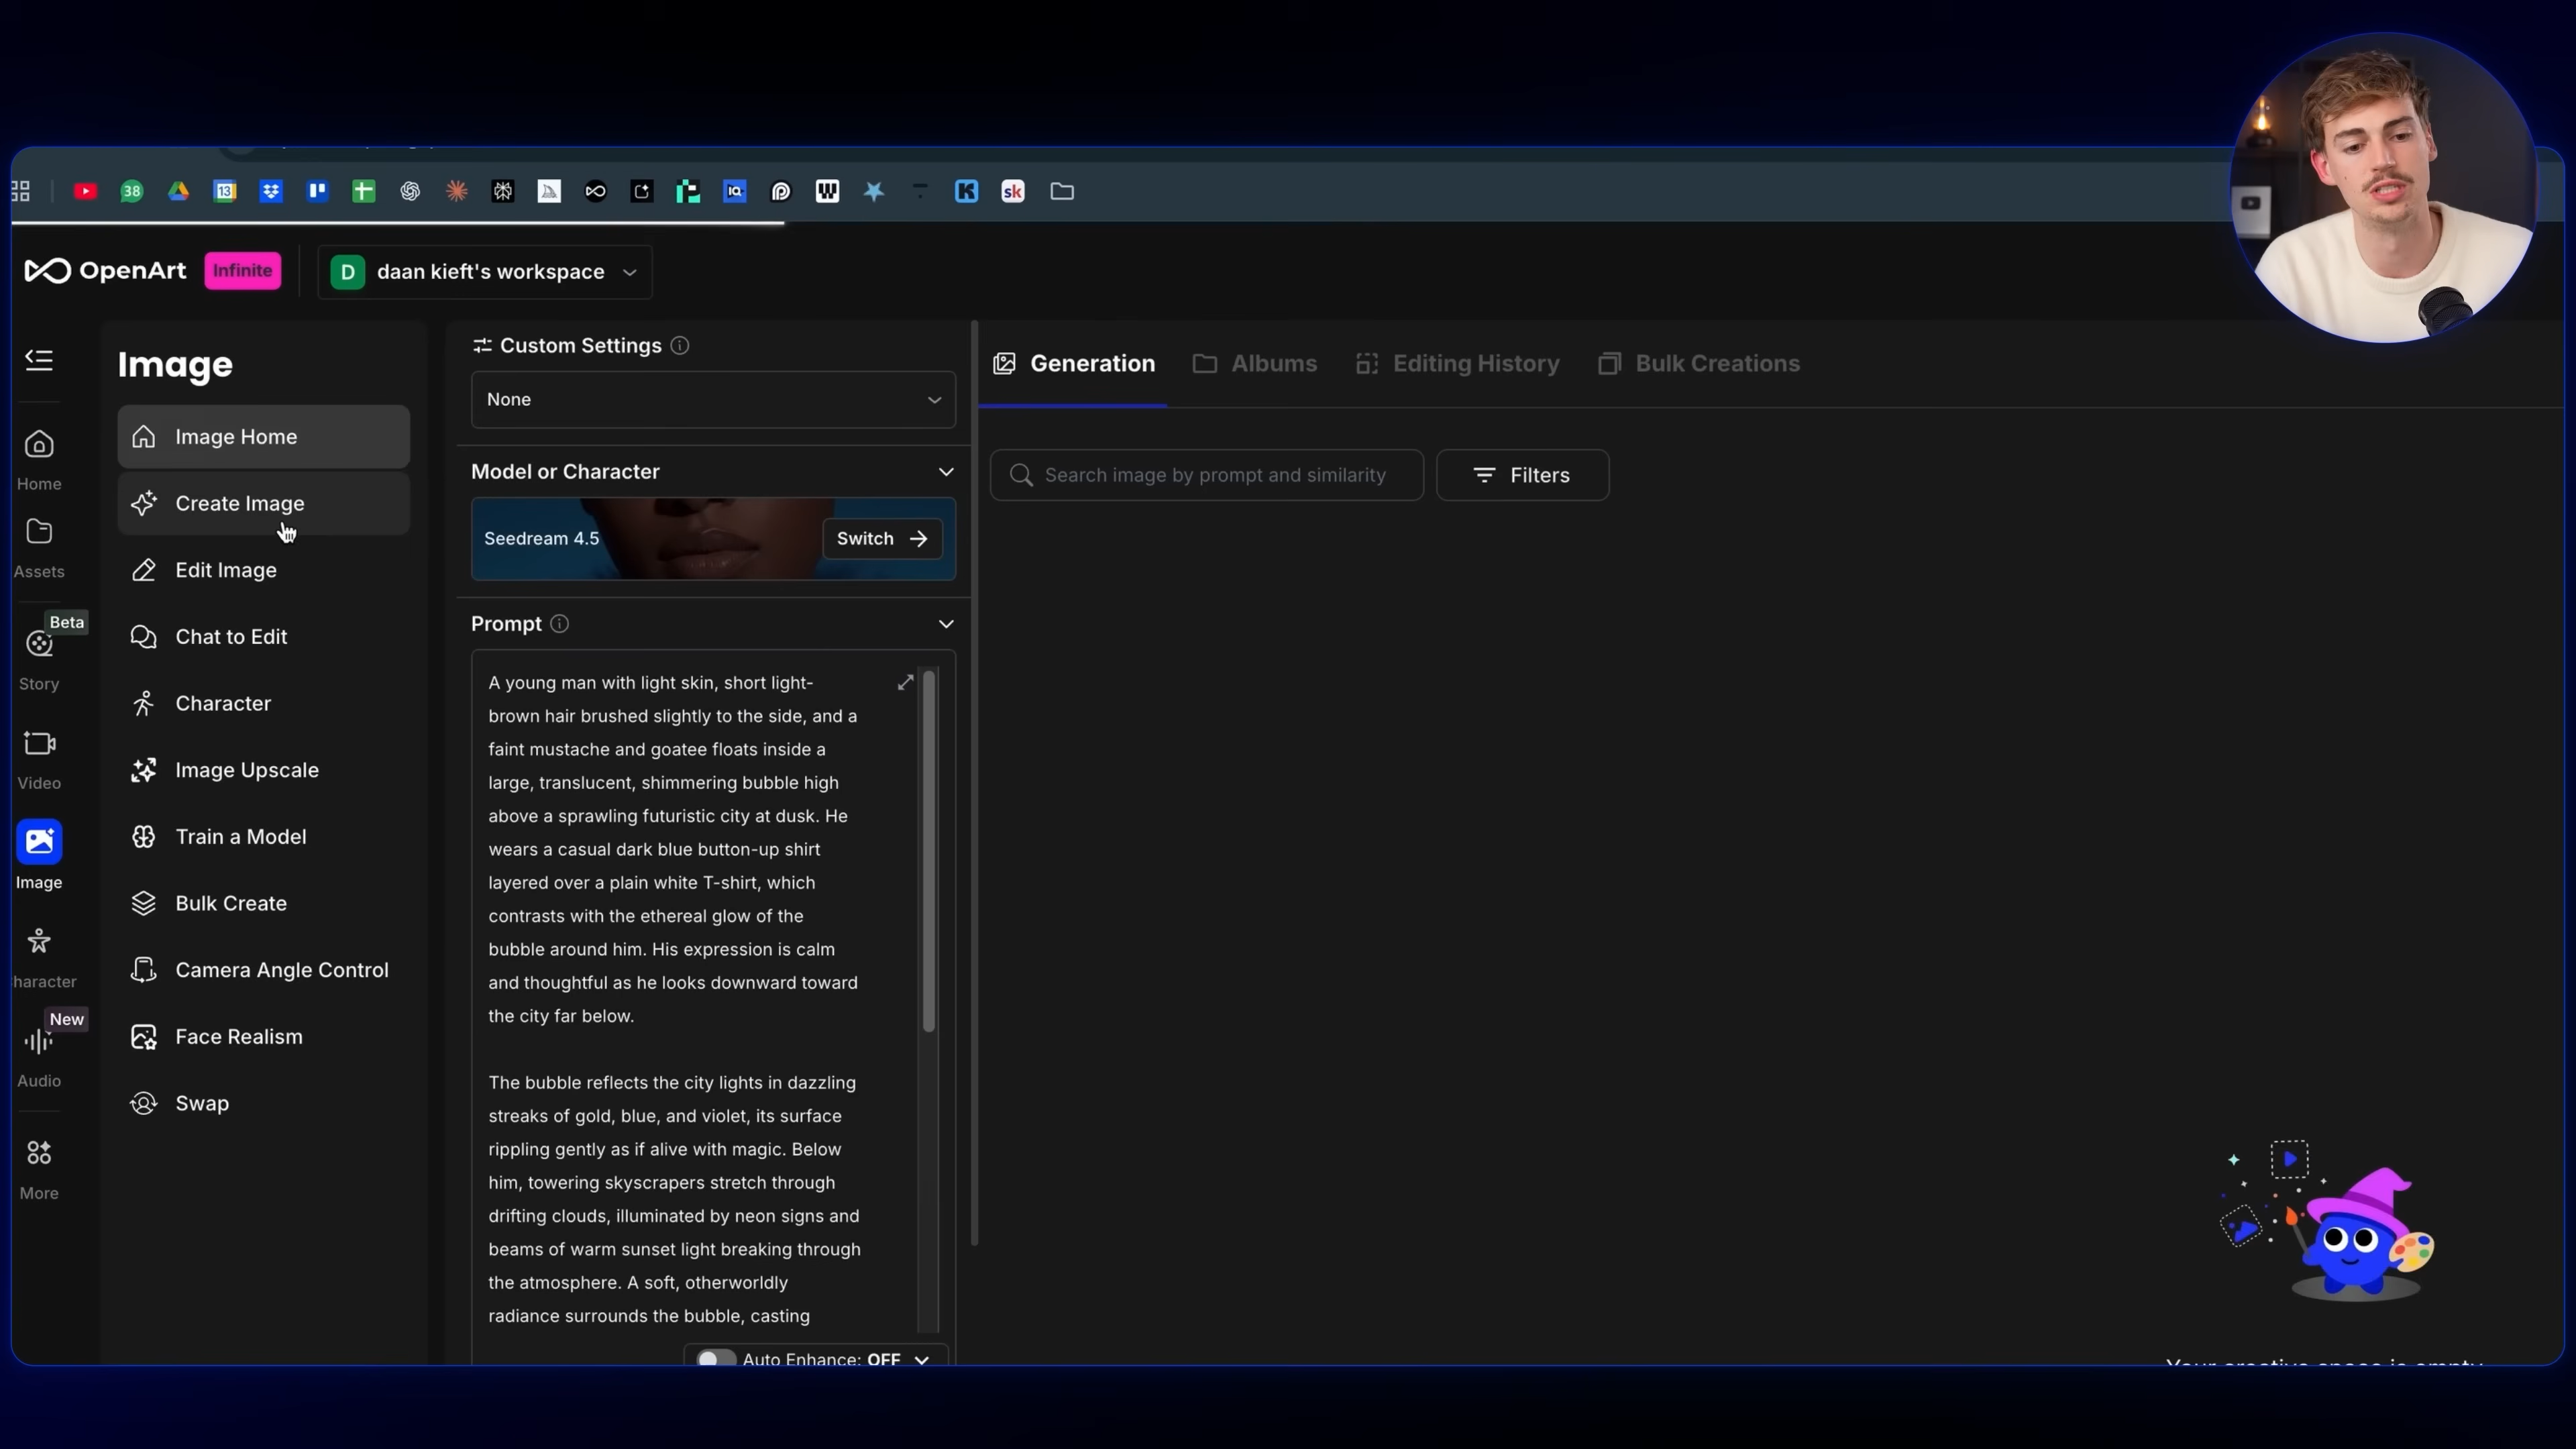 38
13
IQ
W
K
sk
OpenArt
Infinite
D
daan kieft's workspace
Home
Assets
Beta
Story
Video
Image
haracter
New
Audio
More
Image
Image Home
Create Image
Edit Image
Chat to Edit
Character
Image Upscale
Train a Model
Bulk Create
Camera Angle Control
Face Realism
Swap
Custom Settings
None
Model or Character
Seedream 4.5
Switch
Prompt
A young man with light skin, short light-
brown hair brushed slightly to the side, and a
faint mustache and goatee floats inside a
large, translucent, shimmering bubble high
above a sprawling futuristic city at dusk. He
wears a casual dark blue button-up shirt
layered over a plain white T-shirt, which
contrasts with the ethereal glow of the
bubble around him. His expression is calm
and thoughtful as he looks downward toward
the city far below.
The bubble reflects the city lights in dazzling
streaks of gold, blue, and violet, its surface
rippling gently as if alive with magic. Below
him, towering skyscrapers stretch through
drifting clouds, illuminated by neon signs and
beams of warm sunset light breaking through
the atmosphere. A soft, otherworldly
radiance surrounds the bubble, casting
Auto Enhance: OFF
Generation
Albums
Editing History
Bulk Creations
Search image by prompt and similarity
Filters
Your creative space is empty